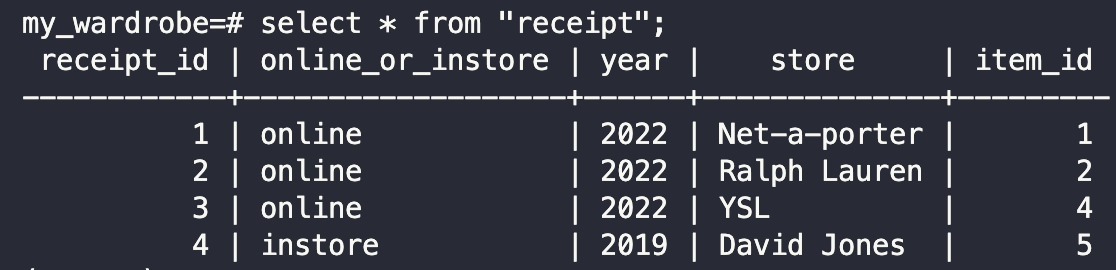 my_wardrobe=# select * from "receipt";
 receipt_id | online_or_instore | year |     store     | item_id
------------+-------------------+------+---------------+---------
          1 | online            | 2022 | Net-a-porter  |       1
          2 | online            | 2022 | Ralph Lauren  |       2
          3 | online            | 2022 | YSL           |       4
          4 | instore           | 2019 | David Jones   |       5